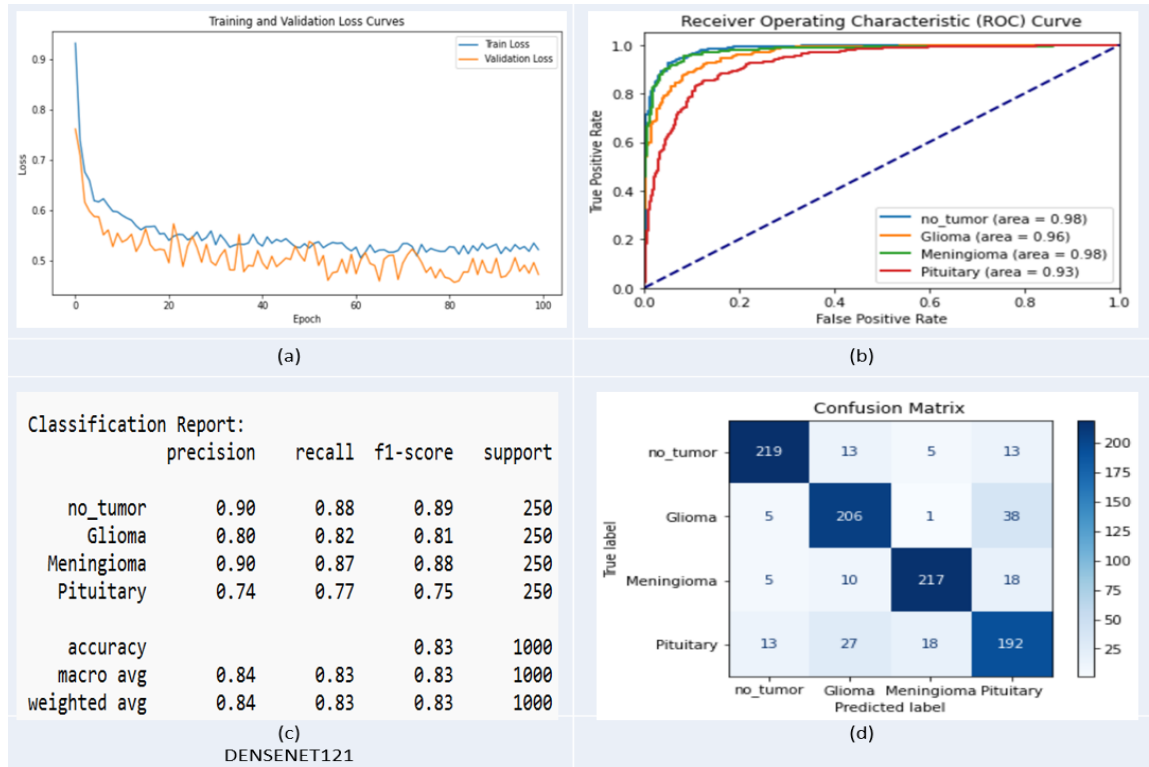 Training and Validation Loss Curves
Train Loss
Validation Loss
0.9
0.8
0.7
0.6
0.5
Loss
0 20 40 60 80 100
Epoch
(a)
Receiver Operating Characteristic (ROC) Curve
1.0
0.8
0.6
0.4
0.2
0.0
True Positive Rate
no_tumor (area = 0.98)
Glioma (area = 0.96)
Meningioma (area = 0.98)
Pituitary (area = 0.93)
0.0 0.2 0.4 0.6 0.8 1.0
False Positive Rate
(b)
Classification Report:
precision recall f1-score support
no_tumor 0.90 0.88 0.89 250
Glioma 0.80 0.82 0.81 250
Meningioma 0.90 0.87 0.88 250
Pituitary 0.74 0.77 0.75 250
accuracy 0.83 1000
macro avg 0.84 0.83 0.83 1000
weighted avg 0.84 0.83 0.83 1000
(c)
DENSENET121
Confusion Matrix
True label
no_tumor 219 13 5 13
Glioma 5 206 1 38
Meningioma 5 10 217 18
Pituitary 13 27 18 192
no_tumor Glioma Meningioma Pituitary
Predicted label
200
175
150
125
100
75
50
25
(d)